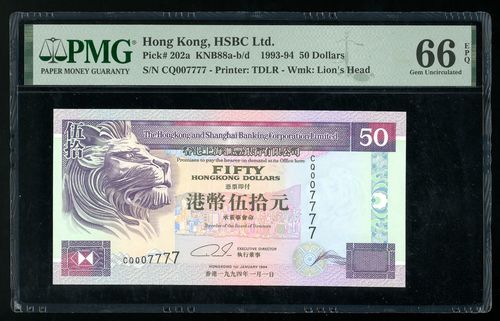 PMG
PAPER MONEY GUARANTY
Hong Kong, HSBC Ltd.
Pick# 202a KNB88a-b/d 1993-94 50 Dollars
S/N CQ007777 - Printer: TDLR - Wmk: Lion's Head
66 EPQ
Gem Uncirculated
伍拾
The Hongkong and Shanghai Banking Corporation Limited
50
香港上海滙豐銀行有限公司
Promises to pay the bearer on demand at its Office here
FIFTY
HONGKONG DOLLARS
憑票即付
港幣伍拾元
承董事會命
By order of the Board of Directors
CQ007777
EXECUTIVE DIRECTOR
執行董事
HONGKONG 1ST JANUARY 1994
香港一九九四年一月一日
CQ007777